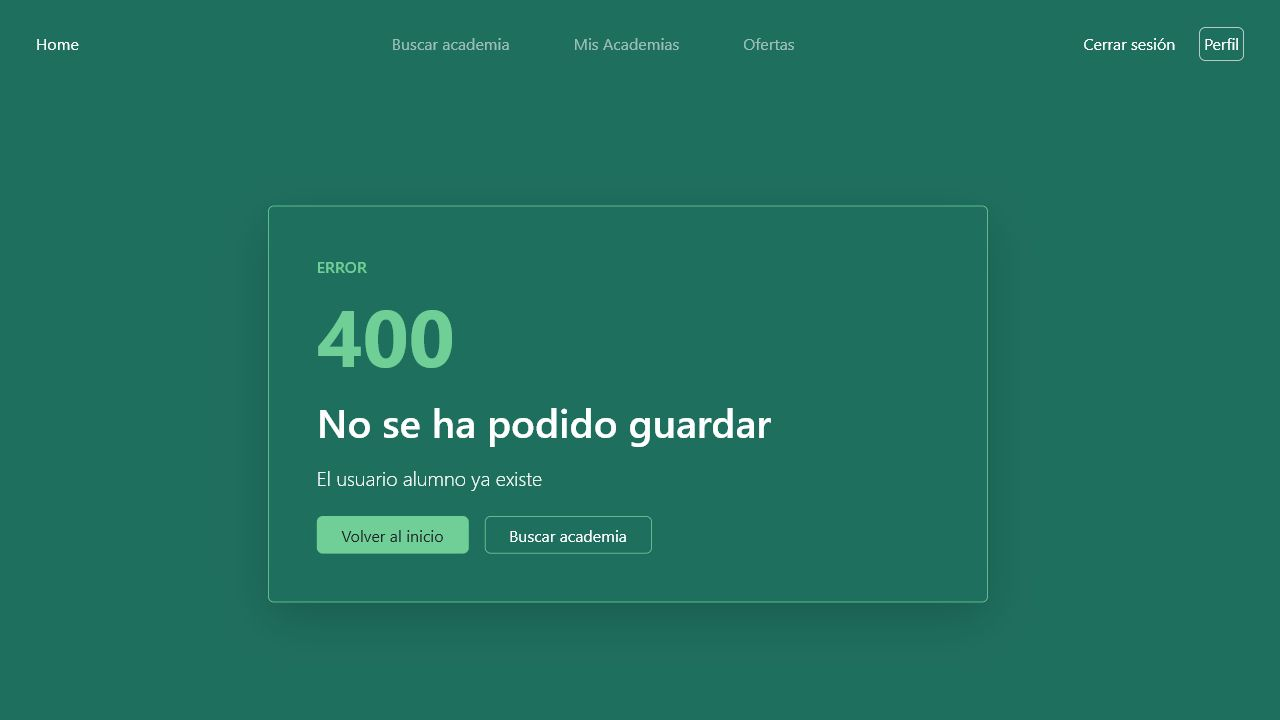 Home
Buscar academia
Mis Academias
Ofertas
Cerrar sesión
Perfil
ERROR
400
No se ha podido guardar
El usuario alumno ya existe
Volver al inicio
Buscar academia